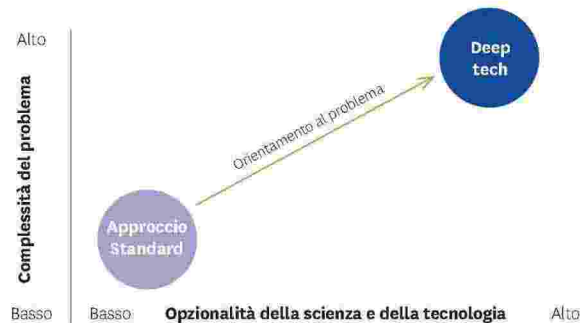 Alto
Complessità del problema
Deep
tech
Orientamento al problema
Approccio
Standard
Basso
Basso
Opzionalità della scienza e della tecnologia
Alto